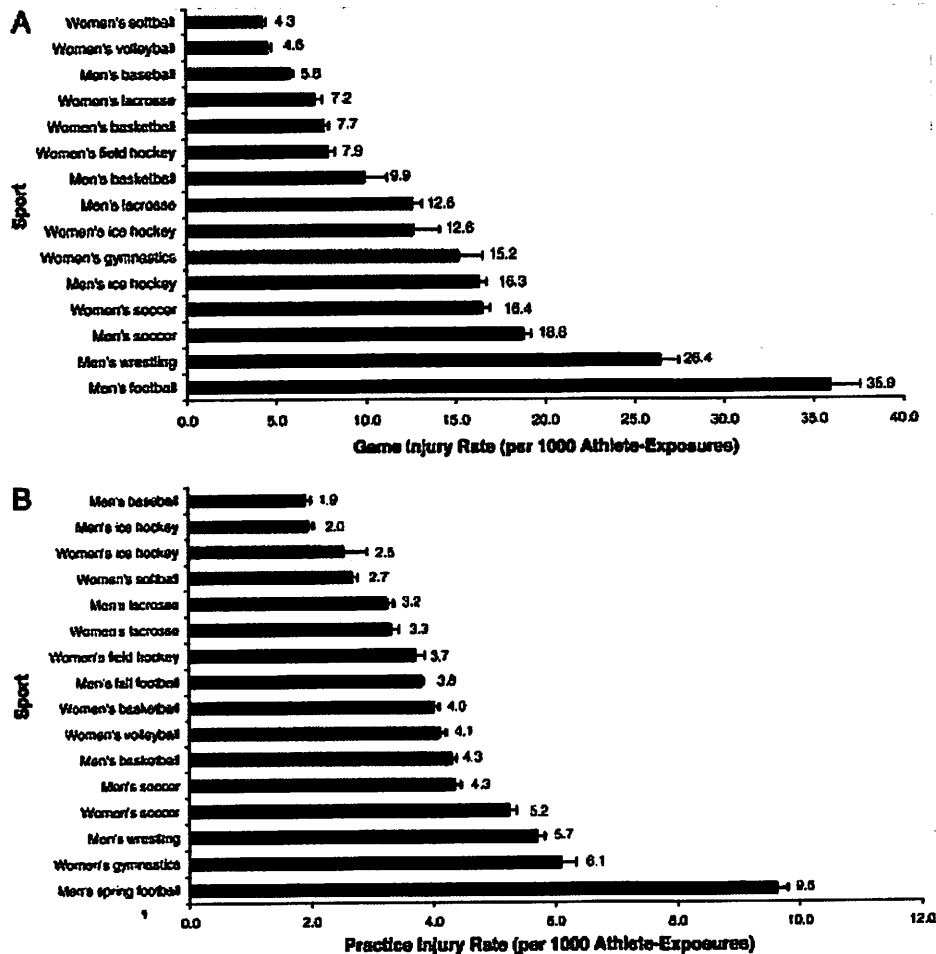 A
Sport
Women's softball 4.3
Women's volleyball 4.6
Men's baseball 5.8
Women's lacrosse 7.2
Women's basketball 7.7
Women's field hockey 7.9
Men's basketball 9.9
Men's lacrosse 12.6
Women's ice hockey 12.6
Women's gymnastics 15.2
Men's ice hockey 16.3
Women's soccer 16.4
Men's soccer 18.8
Men's wrestling 26.4
Men's football 35.9
0.0 5.0 10.0 15.0 20.0 25.0 30.0 35.0 40.0
Game Injury Rate (per 1000 Athlete-Exposures)
B
Sport
Men's baseball 1.9
Men's ice hockey 2.0
Women's ice hockey 2.5
Women's softball 2.7
Men's lacrosse 3.2
Women's lacrosse 3.3
Women's field hockey 3.7
Men's fall football 3.8
Women's basketball 4.0
Women's volleyball 4.1
Men's basketball 4.3
Men's soccer 4.3
Women's soccer 5.2
Men's wrestling 5.7
Women's gymnastics 6.1
Men's spring football 9.6
0.0 2.0 4.0 6.0 8.0 10.0 12.0
Practice Injury Rate (per 1000 Athlete-Exposures)